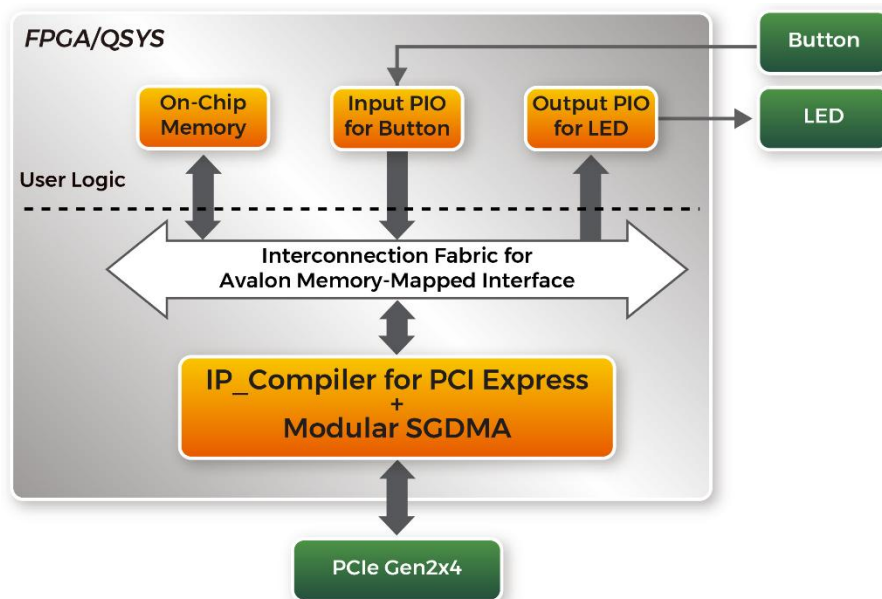 FPGA/QSYS
Button
On-Chip
Memory
Input PIO
for Button
Output PIO
for LED
LED
User Logic
Interconnection Fabric for
Avalon Memory-Mapped Interface
IP_Compiler for PCI Express
+
Modular SGDMA
PCIe Gen2x4